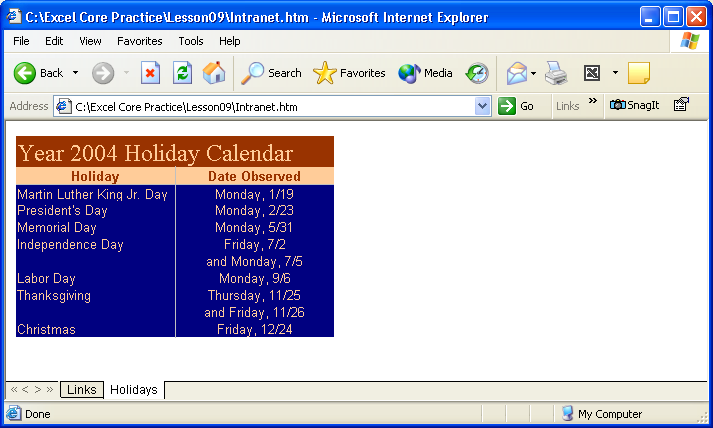 C:\Excel Core Practice\Lesson09\Intranet.htm - Microsoft Internet Explorer
File Edit View Favorites Tools Help
Back Search Favorites Media
Address C:\Excel Core Practice\Lesson09\Intranet.htm Go Links » SnagIt
Year 2004 Holiday Calendar
Holiday Date Observed
Martin Luther King Jr. Day Monday, 1/19
President's Day Monday, 2/23
Memorial Day Monday, 5/31
Independence Day Friday, 7/2
and Monday, 7/5
Labor Day Monday, 9/6
Thanksgiving Thursday, 11/25
and Friday, 11/26
Christmas Friday, 12/24
« < > » Links Holidays
Done My Computer